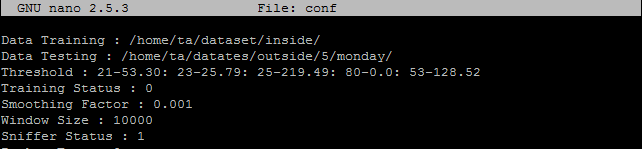 GNU nano 2.5.3 File: conf
Data Training : /home/ta/dataset/inside/
Data Testing : /home/ta/datates/outside/5/monday/
Threshold : 21-53.30: 23-25.79: 25-219.49: 80-0.0: 53-128.52
Training Status : 0
Smoothing Factor : 0.001
Window Size : 10000
Sniffer Status : 1